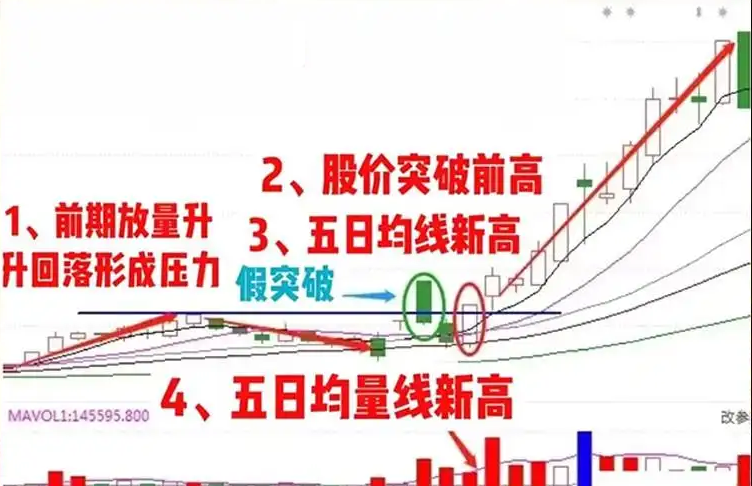 2、股价突破前高
1、前期放量升
3、五日均线新高
升回落形成压力
假突破
4、五日均量线新高
MAVOL1:145595.800
改参